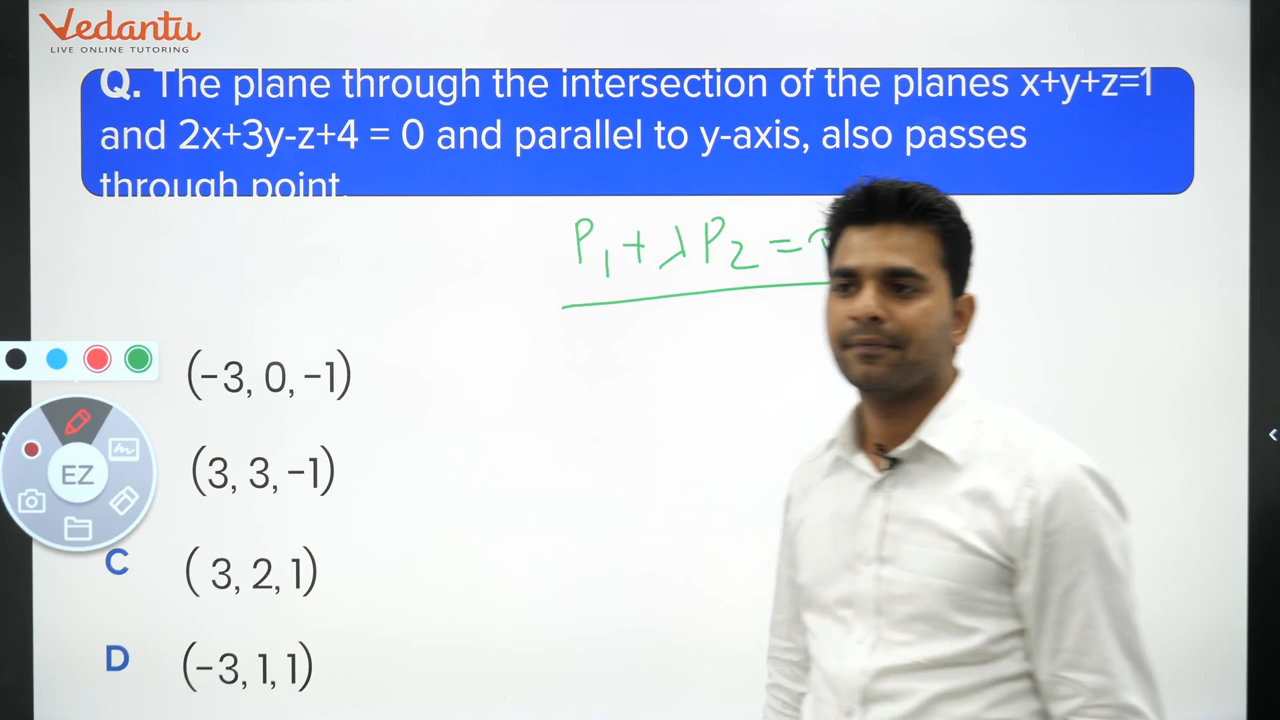 Vedantu
LIVE ONLINE TUTORING
Q. The plane through the intersection of the planes x+y+z=1
and 2x+3y-z+4 = 0 and parallel to y-axis, also passes
through point.
P₁ + λ P₂ =
(-3, 0, -1)
(3, 3, -1)
EZ
C ( 3, 2, 1)
D (-3, 1, 1)